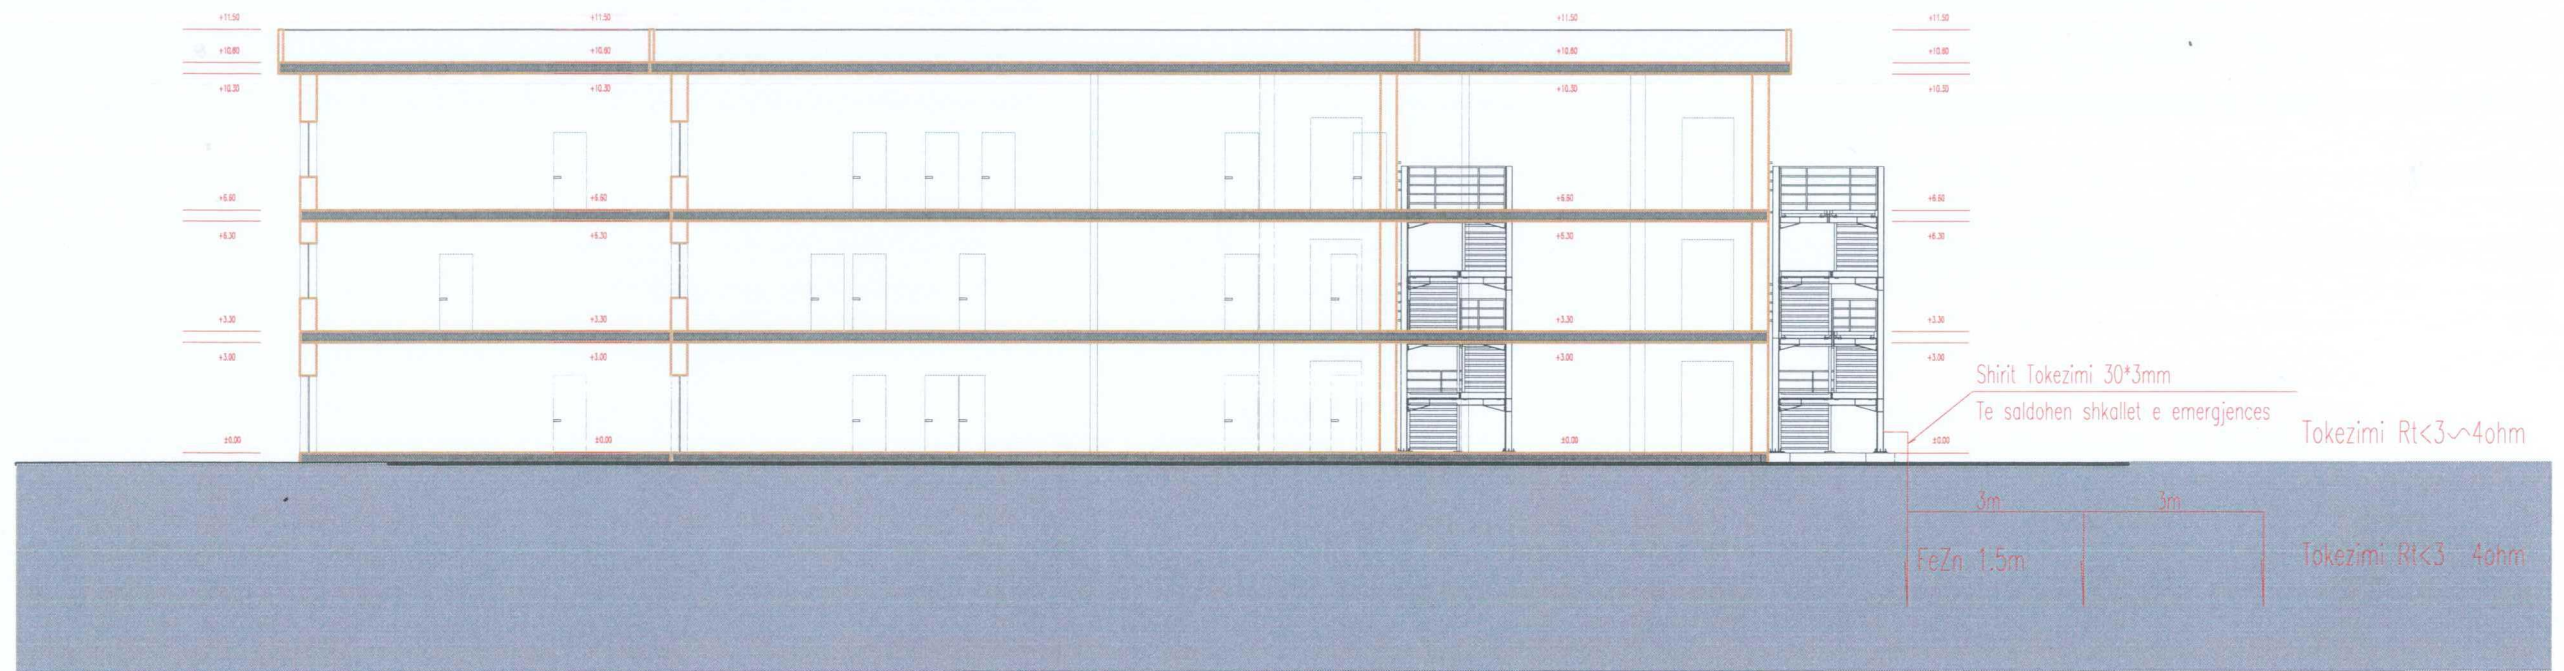 +11.50 +11.50 +11.50 +11.50
+10.60 +10.60 +10.60 +10.60
+10.30 +10.30 +10.30 +10.30
+6.60 +6.60 +6.60 +6.60
+6.30 +6.30 +6.30 +6.30
+3.30 +3.30 +3.30 +3.30
+3.00 +3.00 +3.00 +3.00
Shirit Tokezimi 30*3mm
Te saldohen shkallet e emergjences
±0.00 ±0.00 ±0.00 ±0.00
Tokezimi Rt<3~4ohm
3m 3m
FeZn 1.5m
Tokezimi Rt<3 4ohm